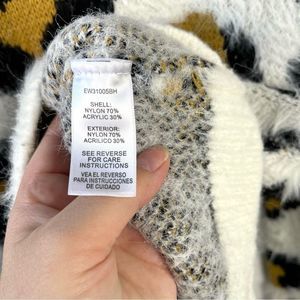 EW31005BH
SHELL:
NYLON 70%
ACRYLIC 30%
EXTERIOR:
NYLON 70%
ACRILICO 30%
SEE REVERSE
FOR CARE
INSTRUCTIONS
VEA EL REVERSO
PARA INSTRUCCIONES
DE CUIDADO